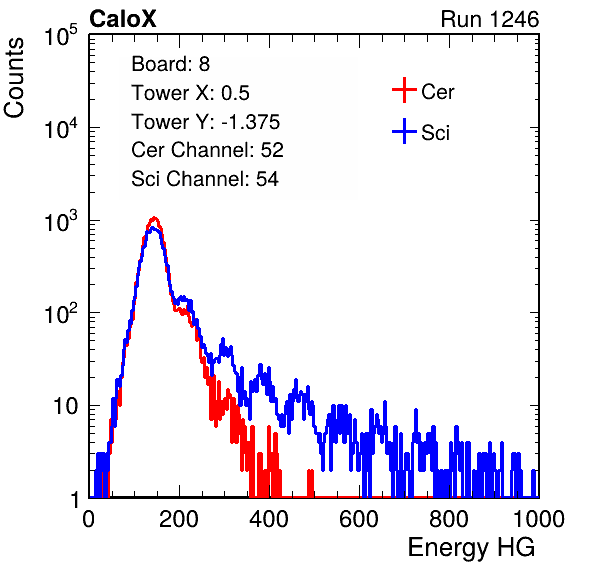 CaloX Run 1246
Counts
10^5
10^4
10^3
10^2
10
1
Board: 8
Tower X: 0.5
Tower Y: -1.375
Cer Channel: 52
Sci Channel: 54
Cer
Sci
0 200 400 600 800 1000
Energy HG